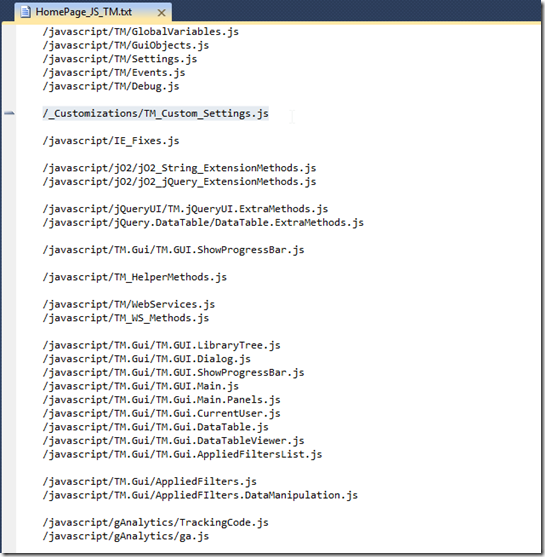 HomePage_JS_TM.txt
/javascript/TM/GlobalVariables.js
/javascript/TM/GuiObjects.js
/javascript/TM/Settings.js
/javascript/TM/Events.js
/javascript/TM/Debug.js
/_Customizations/TM_Custom_Settings.js
/javascript/IE_Fixes.js
/javascript/jO2/jO2_String_ExtensionMethods.js
/javascript/jO2/jO2_jQuery_ExtensionMethods.js
/javascript/jQueryUI/TM.jQueryUI.ExtraMethods.js
/javascript/jQuery.DataTable/DataTable.ExtraMethods.js
/javascript/TM.Gui/TM.GUI.ShowProgressBar.js
/javascript/TM_HelperMethods.js
/javascript/TM/WebServices.js
/javascript/TM_WS_Methods.js
/javascript/TM.Gui/TM.GUI.LibraryTree.js
/javascript/TM.Gui/TM.GUI.Dialog.js
/javascript/TM.Gui/TM.GUI.ShowProgressBar.js
/javascript/TM.Gui/TM.GUI.Main.js
/javascript/TM.Gui/TM.Gui.Main.Panels.js
/javascript/TM.Gui/TM.Gui.CurrentUser.js
/javascript/TM.Gui/TM.Gui.DataTable.js
/javascript/TM.Gui/TM.Gui.DataTableViewer.js
/javascript/TM.Gui/TM.Gui.AppliedFiltersList.js
/javascript/TM.Gui/AppliedFilters.js
/javascript/TM.Gui/AppliedFIlters.DataManipulation.js
/javascript/gAnalytics/TrackingCode.js
/javascript/gAnalytics/ga.js